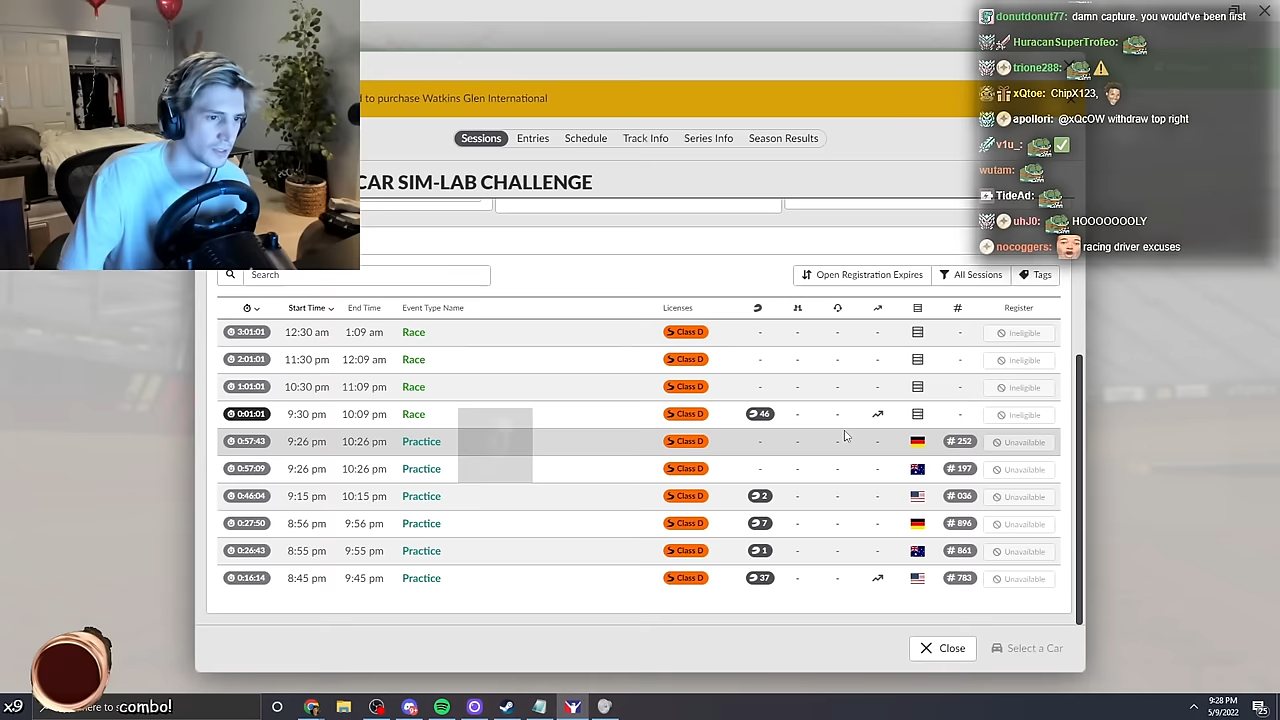 donutdonut77: damn capture. you would've been first
HuracanSuperTrofeo:
trione288:
xQtoe: ChipX123,
apollori: @xQcOW withdraw top right
v1u_:
wutam:
TideAd:
uhJ0: HOOOOOOLY
nocoggers: racing driver excuses
d to purchase Watkins Glen International
Sessions Entries Schedule Track Info Series Info Season Results
CAR SIM-LAB CHALLENGE
Search Open Registration Expires All Sessions Tags
Start Time End Time Event Type Name Licenses # Register
3:01:01 12:30 am 1:09 am Race Class D - - - - - Ineligible
2:01:01 11:30 pm 12:09 am Race Class D - - - - - Ineligible
1:01:01 10:30 pm 11:09 pm Race Class D - - - - - Ineligible
0:01:01 9:30 pm 10:09 pm Race Class D 46 - - - Ineligible
0:57:43 9:26 pm 10:26 pm Practice Class D - - - - # 252 Unavailable
0:57:09 9:26 pm 10:26 pm Practice Class D - - - - # 197 Unavailable
0:46:04 9:15 pm 10:15 pm Practice Class D 2 - - - # 036 Unavailable
0:27:50 8:56 pm 9:56 pm Practice Class D 7 - - - # 896 Unavailable
0:26:43 8:55 pm 9:55 pm Practice Class D 1 - - - # 861 Unavailable
0:16:14 8:45 pm 9:45 pm Practice Class D 37 - - # 783 Unavailable
Close Select a Car
x9 combo!
here to s
9:28 PM
5/9/2022